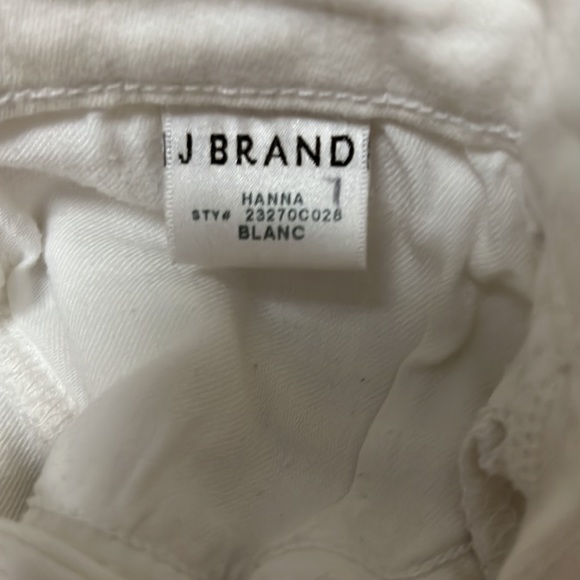 J BRAND
HANNA
STY# 23270C028
BLANC